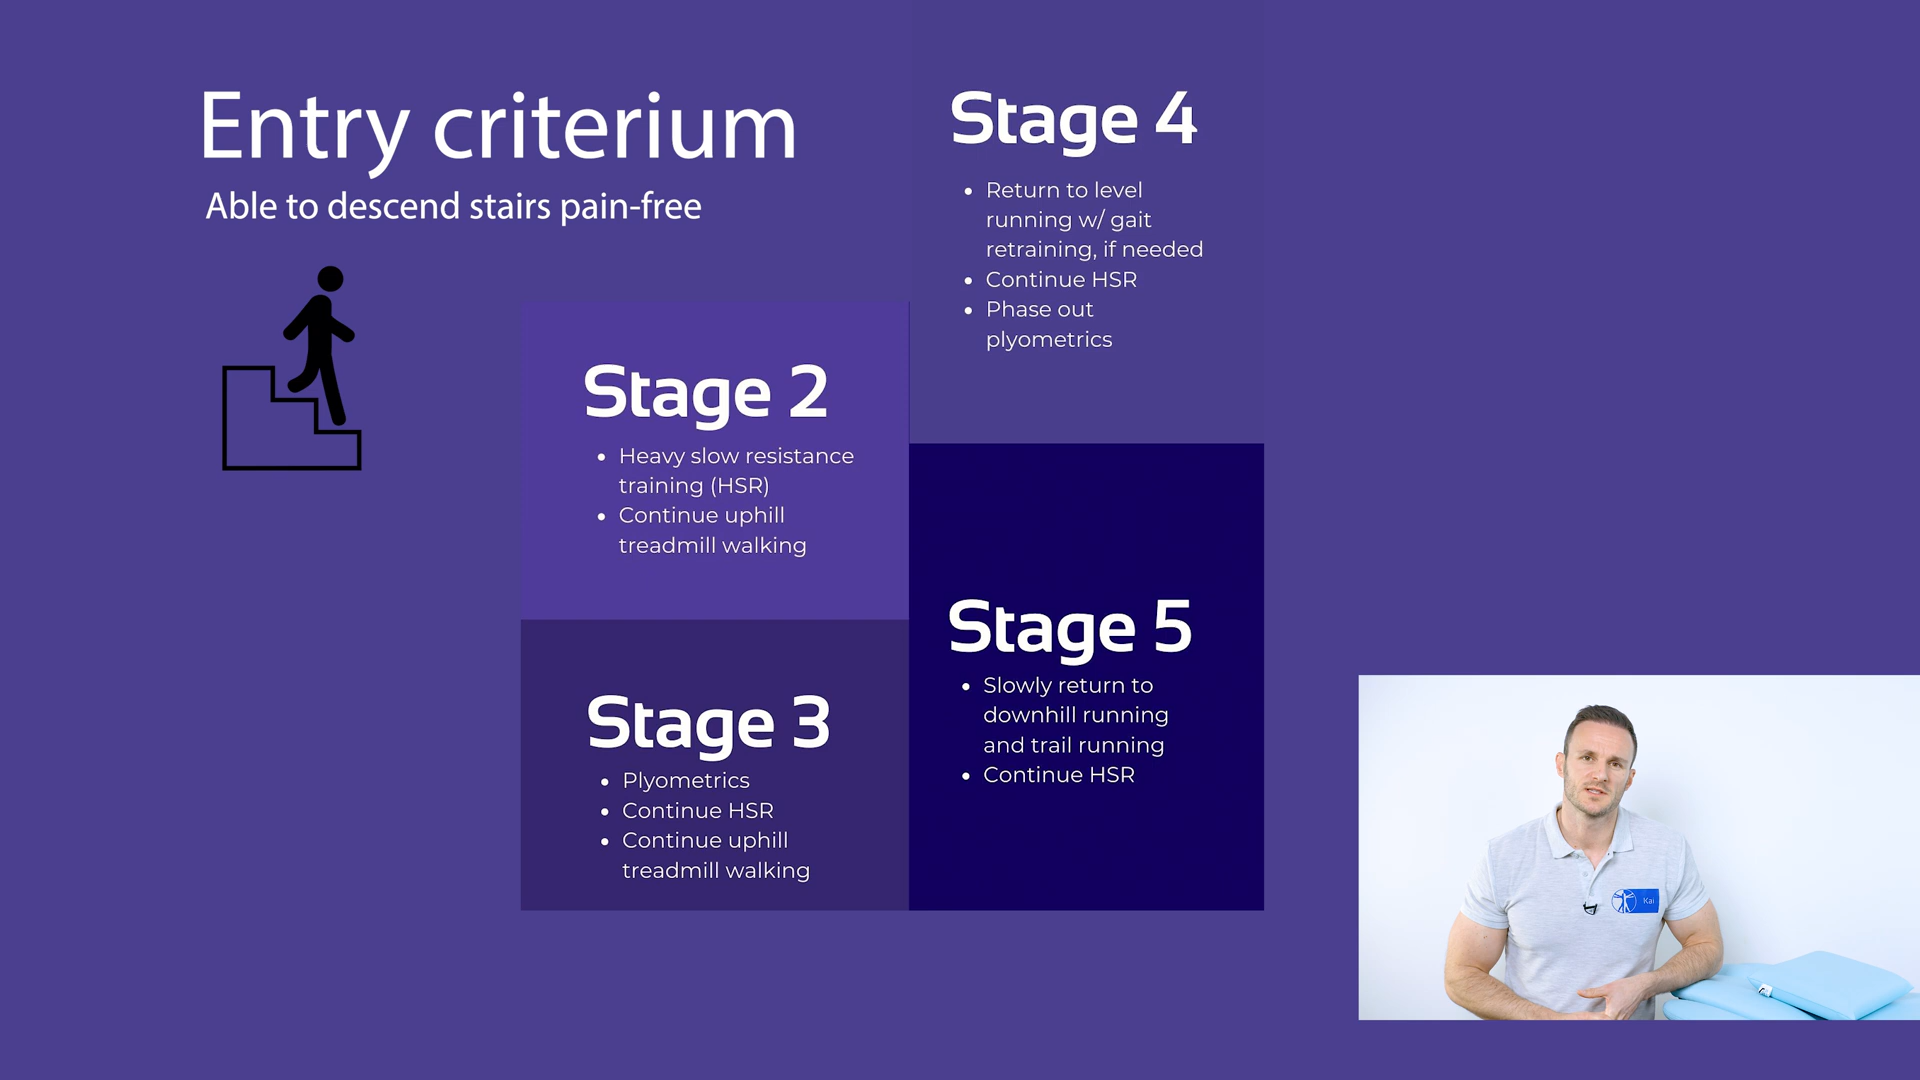 Entry criterium
Able to descend stairs pain-free
Stage 2
• Heavy slow resistance
training (HSR)
• Continue uphill
treadmill walking
Stage 3
• Plyometrics
• Continue HSR
• Continue uphill
treadmill walking
Stage 4
• Return to level
running w/ gait
retraining, if needed
• Continue HSR
• Phase out
plyometrics
Stage 5
• Slowly return to
downhill running
and trail running
• Continue HSR
Kai